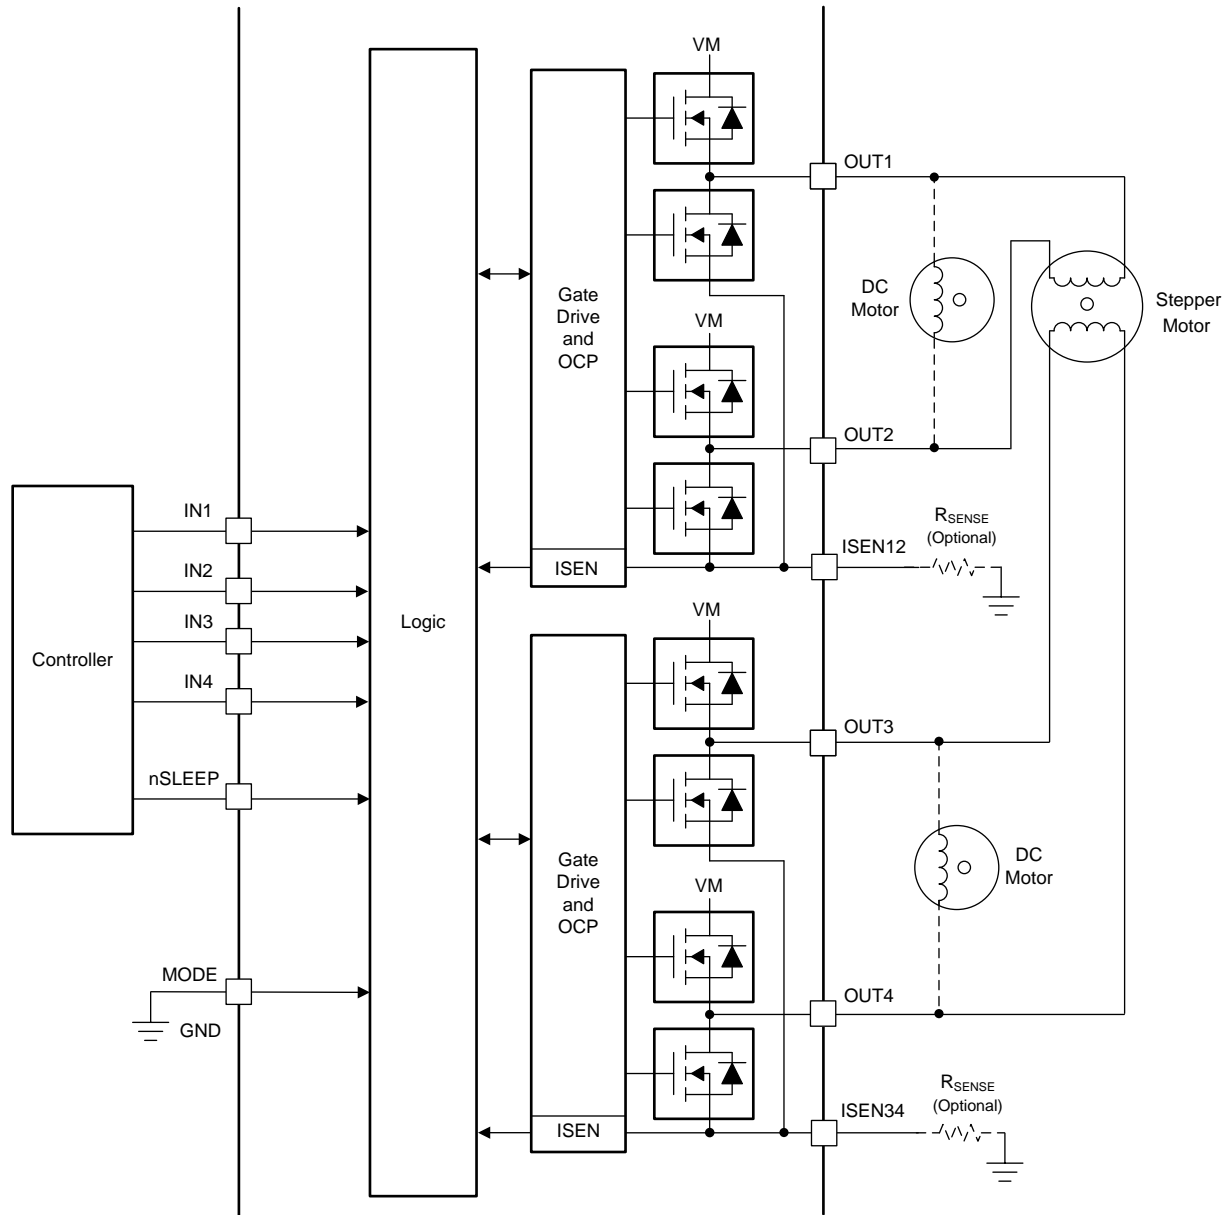 VM
OUT1
DC
Motor
Stepper
Motor
Gate
Drive
and
OCP
VM
OUT2
IN1
RSENSE
(Optional)
ISEN12
ISEN
IN2
VM
Logic
IN3
Controller
IN4
OUT3
nSLEEP
Gate
Drive
and
OCP
DC
Motor
VM
MODE
OUT4
GND
RSENSE
(Optional)
ISEN34
ISEN